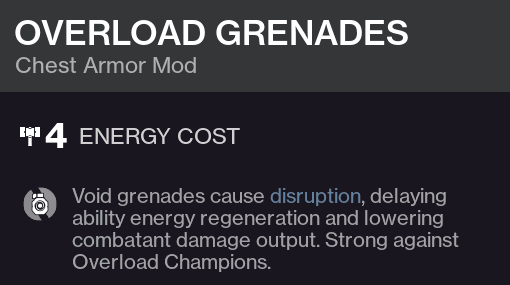 OVERLOAD GRENADES
Chest Armor Mod
4 ENERGY COST
Void grenades cause disruption, delaying
ability energy regeneration and lowering
combatant damage output. Strong against
Overload Champions.